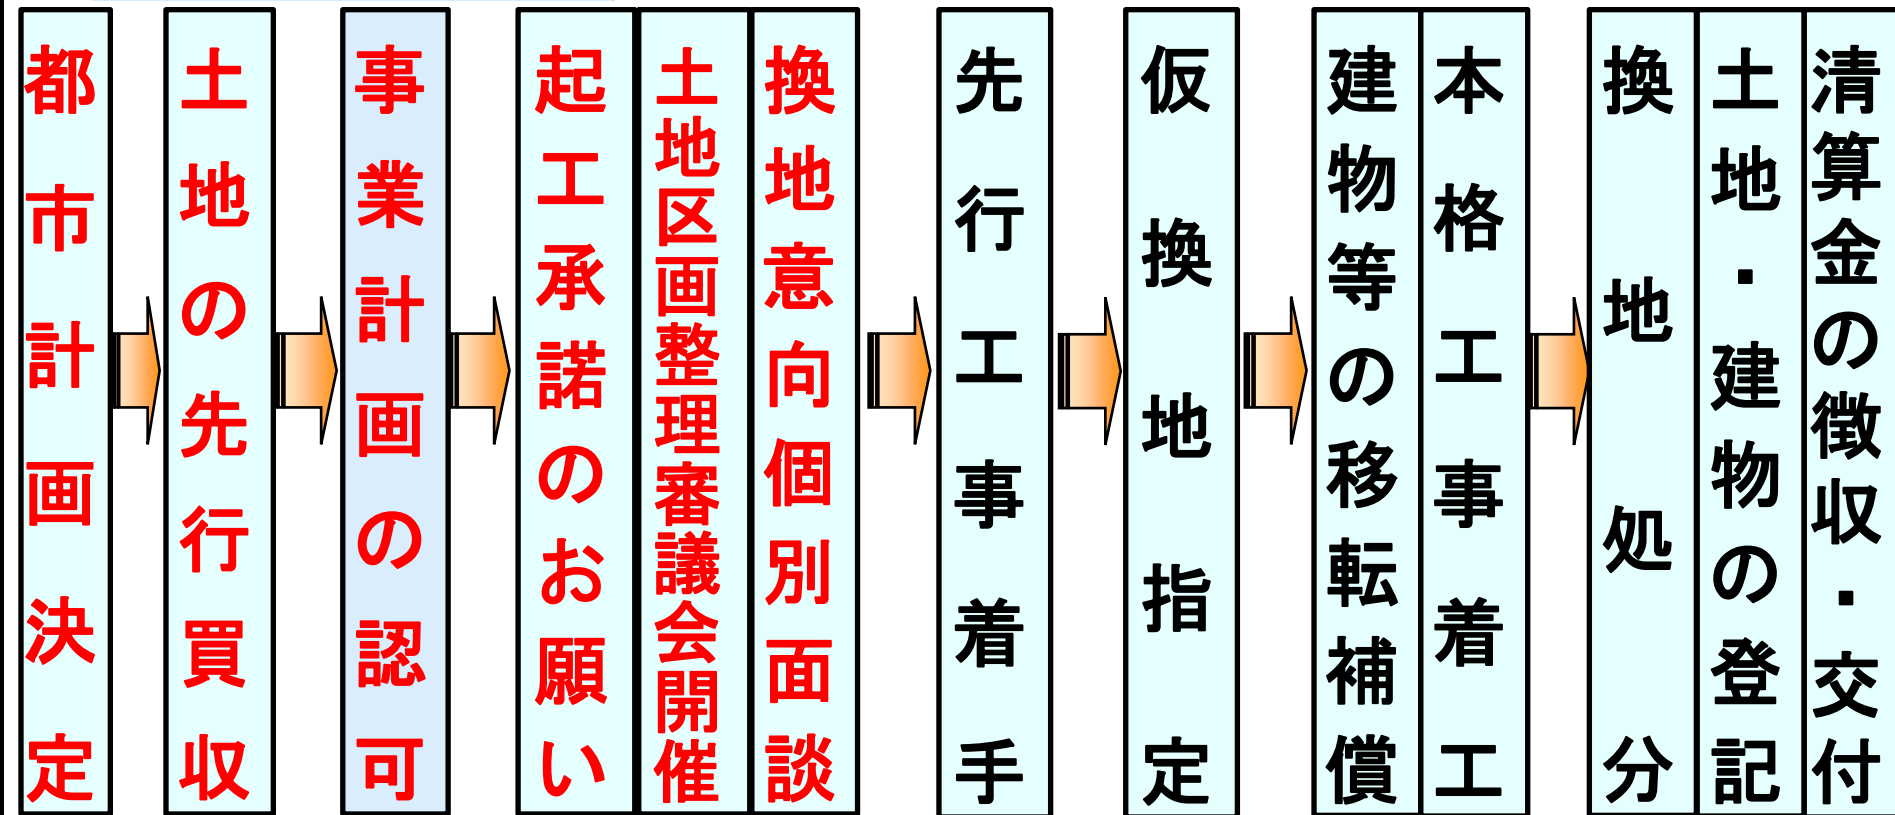 都市計画決定
土地の先行買収
事業計画の認可
起工承諾のお願い
土地区画整理審議会開催
換地意向個別面談
先行工事着手
仮換地指定
建物等の移転補償
本格工事着工
換地処分
土地・建物の登記
清算金の徴収・交付